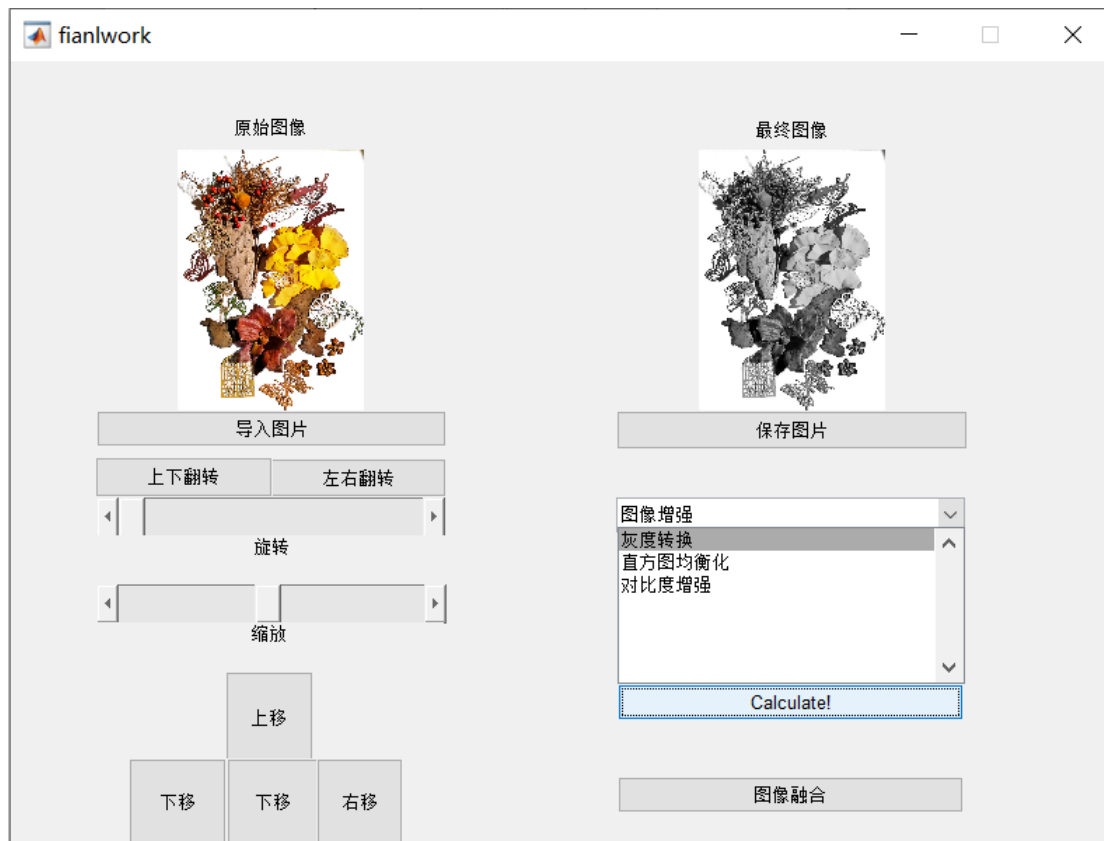 fianlwork
原始图像
最终图像
导入图片
保存图片
上下翻转
左右翻转
旋转
缩放
图像增强
灰度转换
直方图均衡化
对比度增强
Calculate!
上移
下移
下移
右移
图像融合